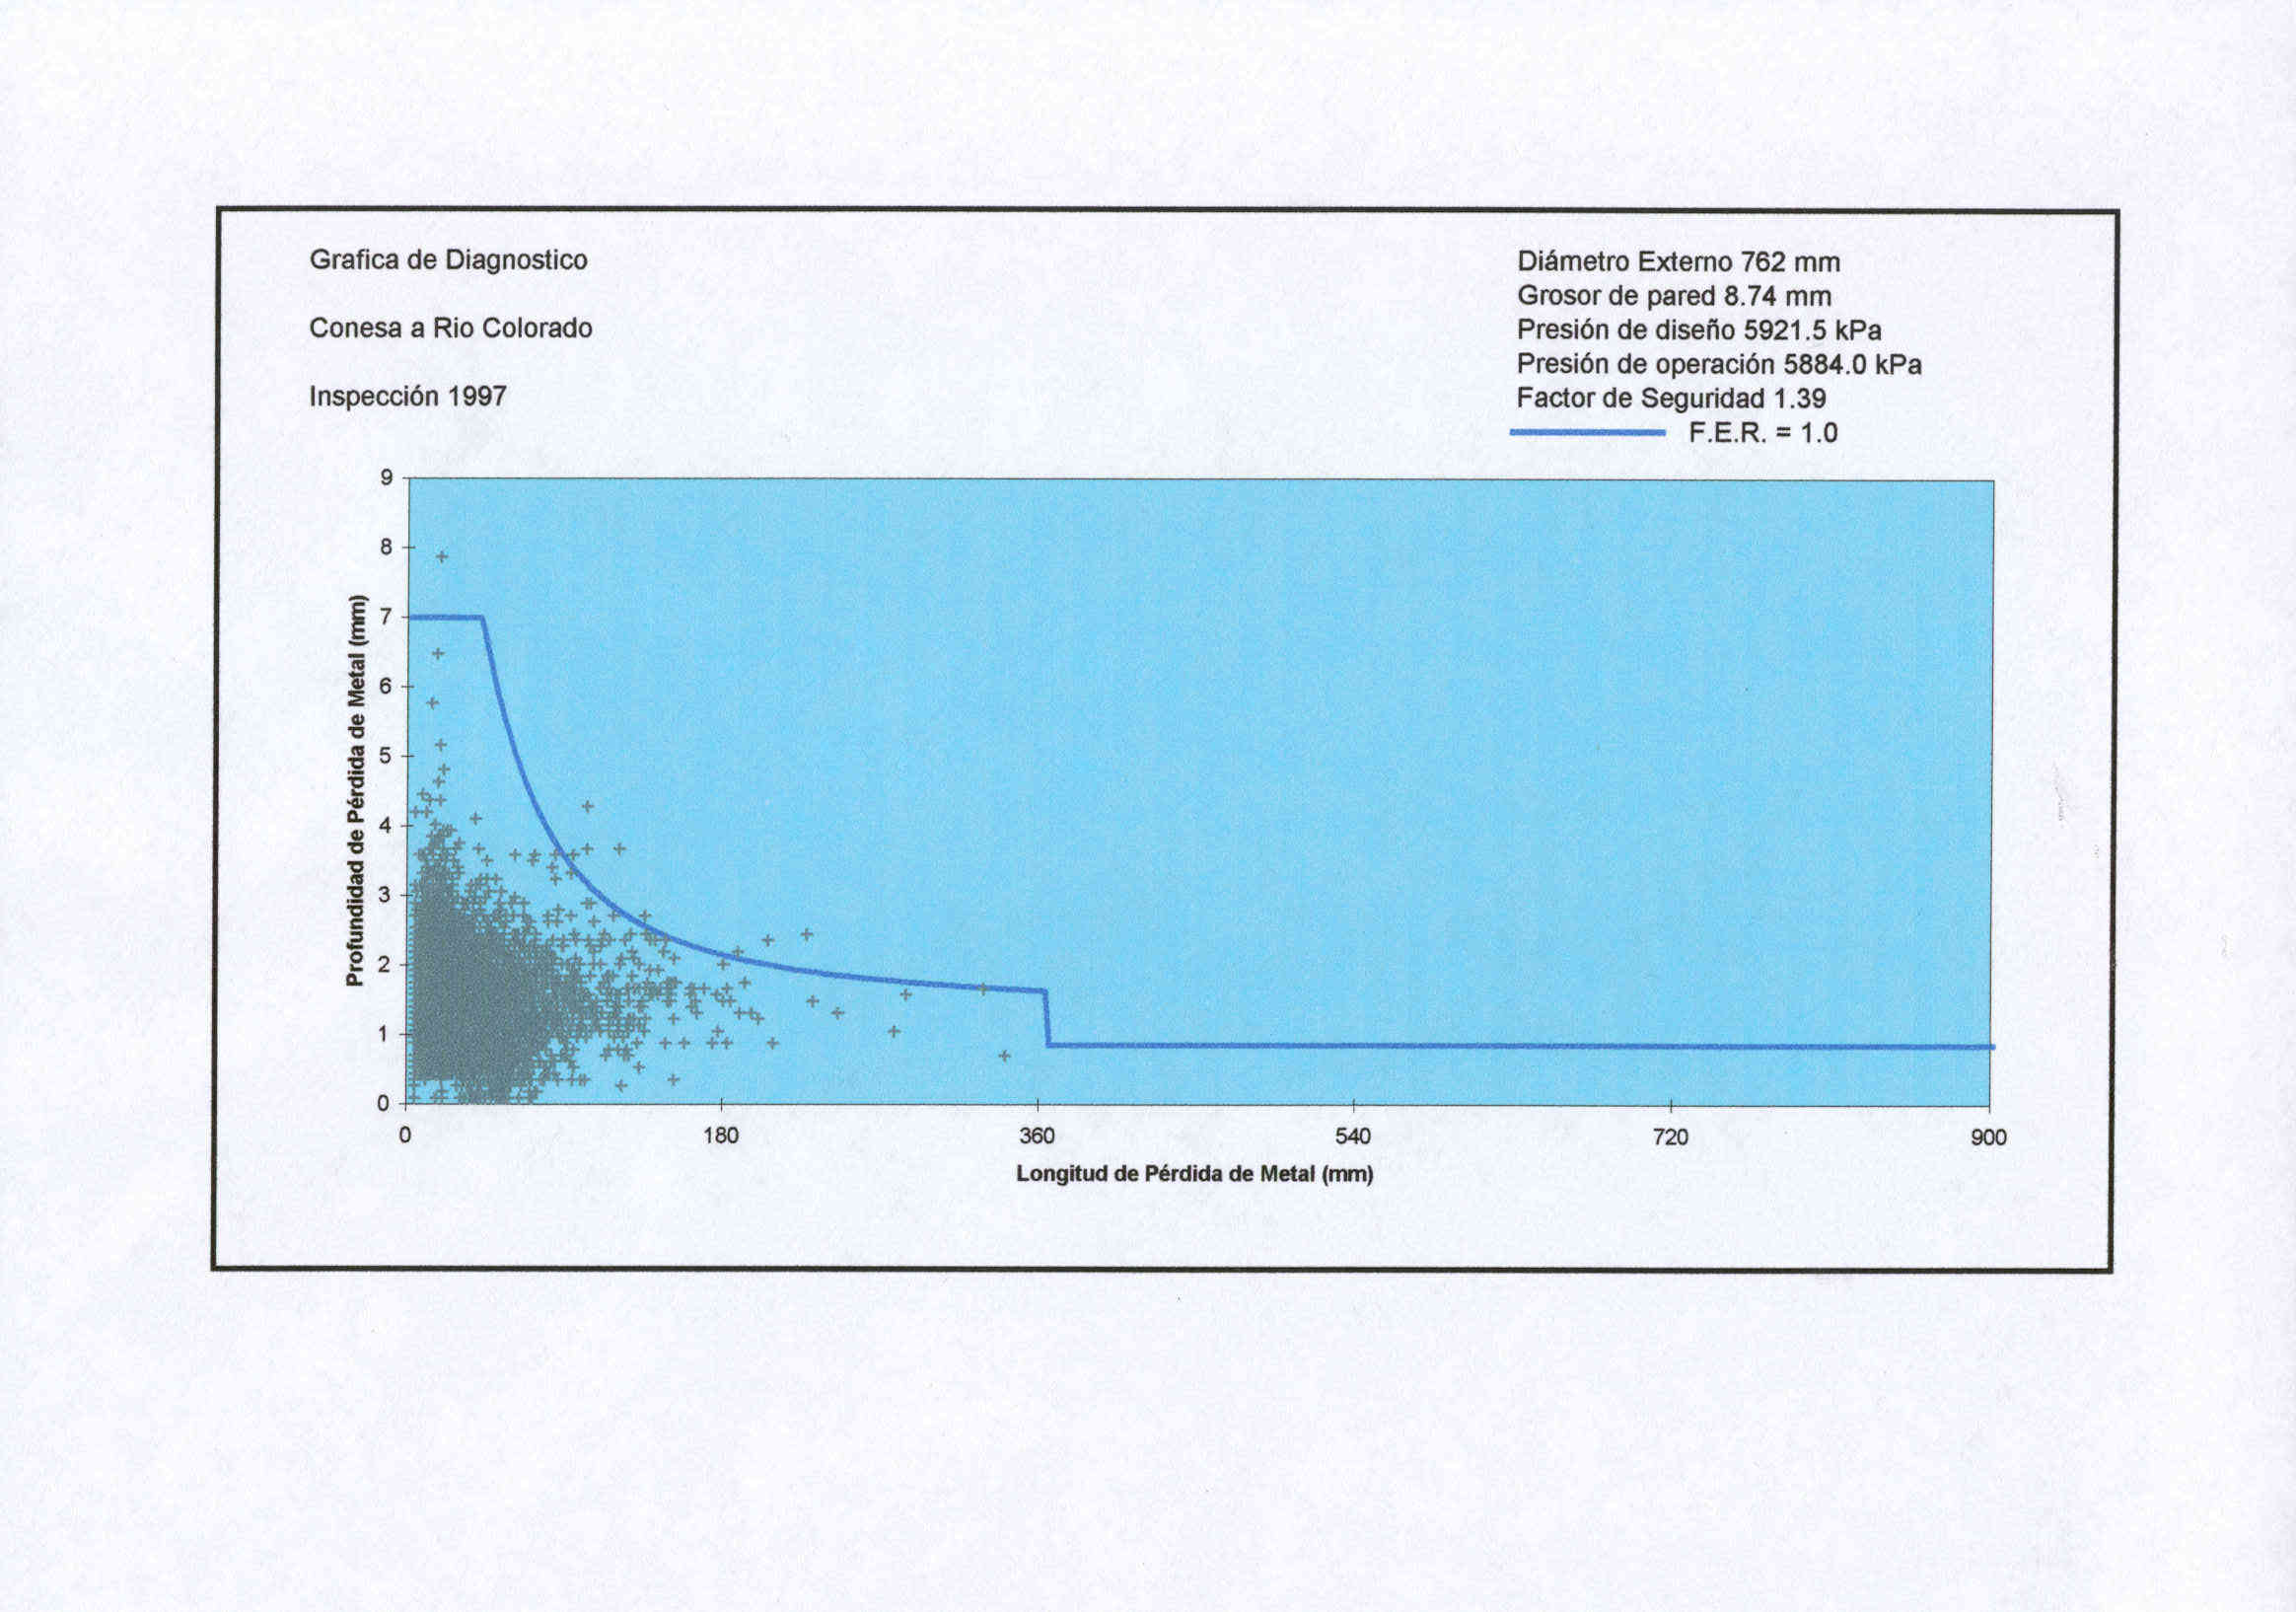 Grafica de Diagnostico
Conesa a Rio Colorado
Inspección 1997
Diámetro Externo 762 mm
Grosor de pared 8.74 mm
Presión de diseño 5921.5 kPa
Presión de operación 5884.0 kPa
Factor de Seguridad 1.39
F.E.R. = 1.0
Profundidad de Pérdida de Metal (mm)
9
8
7
6
5
4
3
2
1
0
0 180 360 540 720 900
Longitud de Pérdida de Metal (mm)